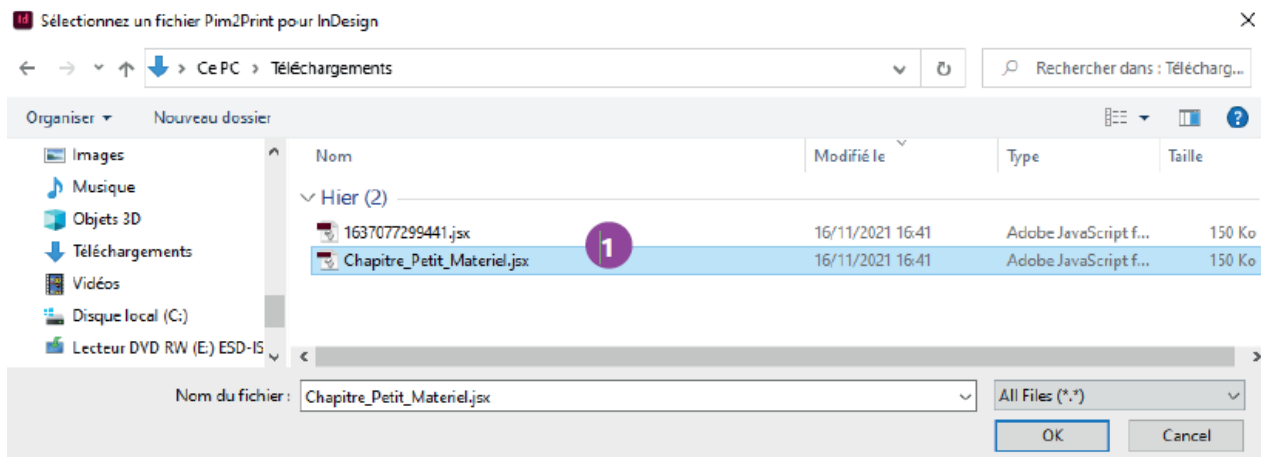 Id Sélectionnez un fichier Pim2Print pour InDesign
Ce PC > Téléchargements
Rechercher dans : Télécharg...
Organiser Nouveau dossier
Images
Musique
Objets 3D
Téléchargements
Vidéos
Disque local (C:)
Lecteur DVD RW (E:) ESD-IS
Nom Modifié le Type Taille
Hier (2)
1637077299441.jsx 16/11/2021 16:41 Adobe JavaScript f... 150 Ko
1
Chapitre_Petit_Materiel.jsx 16/11/2021 16:41 Adobe JavaScript f... 150 Ko
Nom du fichier : Chapitre_Petit_Materiel.jsx All Files (*.*)
OK Cancel